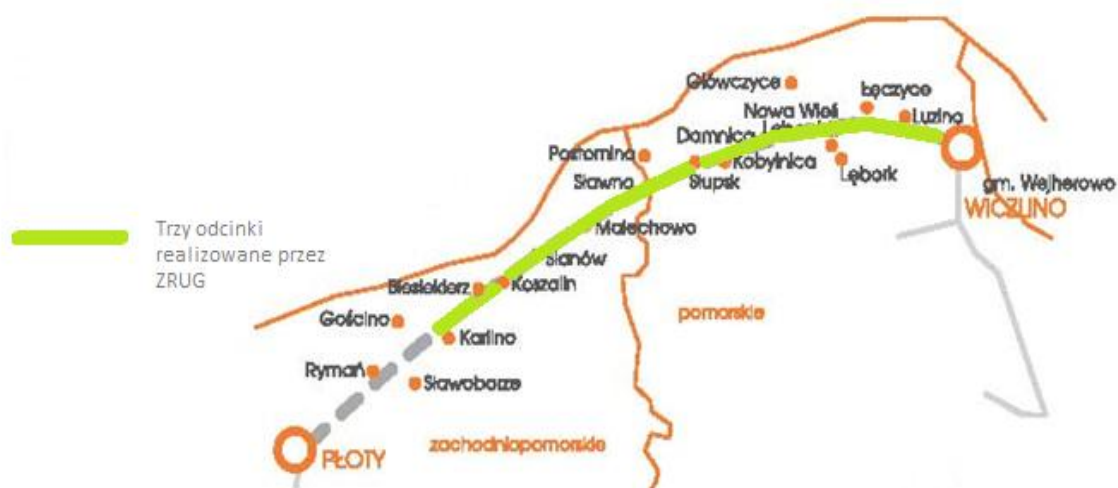 Główczyce
Łęczyce
Nowa Wieś
Luzino
Damnica
Postomino
Kobylnica
Sławno
Słupsk
Lębork
gm. Wejherowo
WICZLINO
Malechowo
Trzy odcinki
realizowane przez
ZRUG
Sianów
Biesiekierz
Koszalin
Gościno
pomorskie
Karlino
Rymań
Sławoborze
zachodniopomorskie
PŁOTY